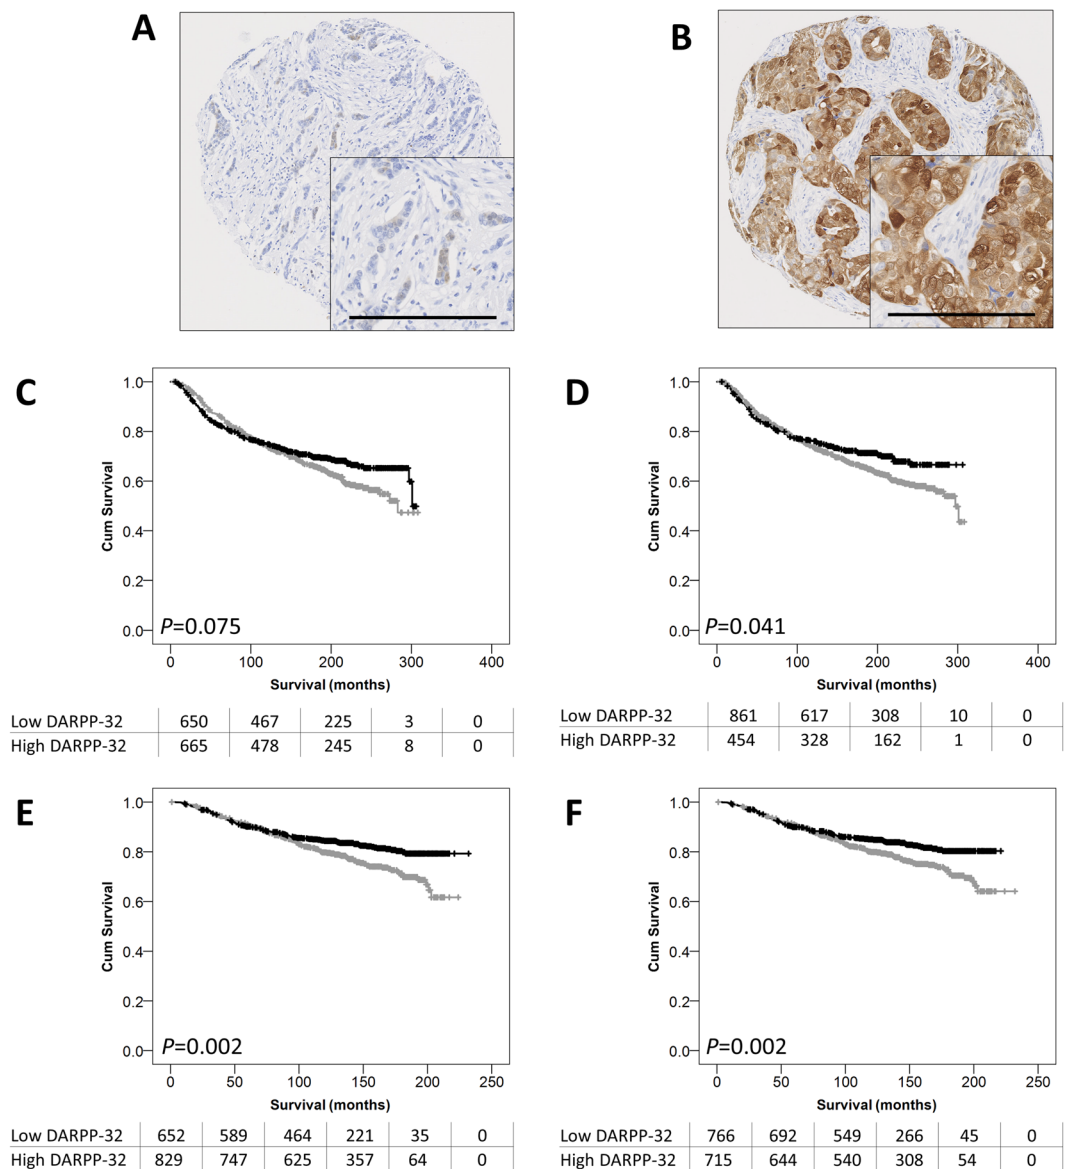 A
B
C
D
1.0
0.8
0.6
0.4
0.2
0.0
Cum Survival
P=0.075
0 100 200 300 400
Survival (months)
Low DARPP-32 650 467 225 3 0
High DARPP-32 665 478 245 8 0
1.0
0.8
0.6
0.4
0.2
0.0
Cum Survival
P=0.041
0 100 200 300 400
Survival (months)
Low DARPP-32 861 617 308 10 0
High DARPP-32 454 328 162 1 0
E
F
1.0
0.8
0.6
0.4
0.2
0.0
Cum Survival
P=0.002
0 50 100 150 200 250
Survival (months)
Low DARPP-32 652 589 464 221 35 0
High DARPP-32 829 747 625 357 64 0
1.0
0.8
0.6
0.4
0.2
0.0
Cum Survival
P=0.002
0 50 100 150 200 250
Survival (months)
Low DARPP-32 766 692 549 266 45 0
High DARPP-32 715 644 540 308 54 0